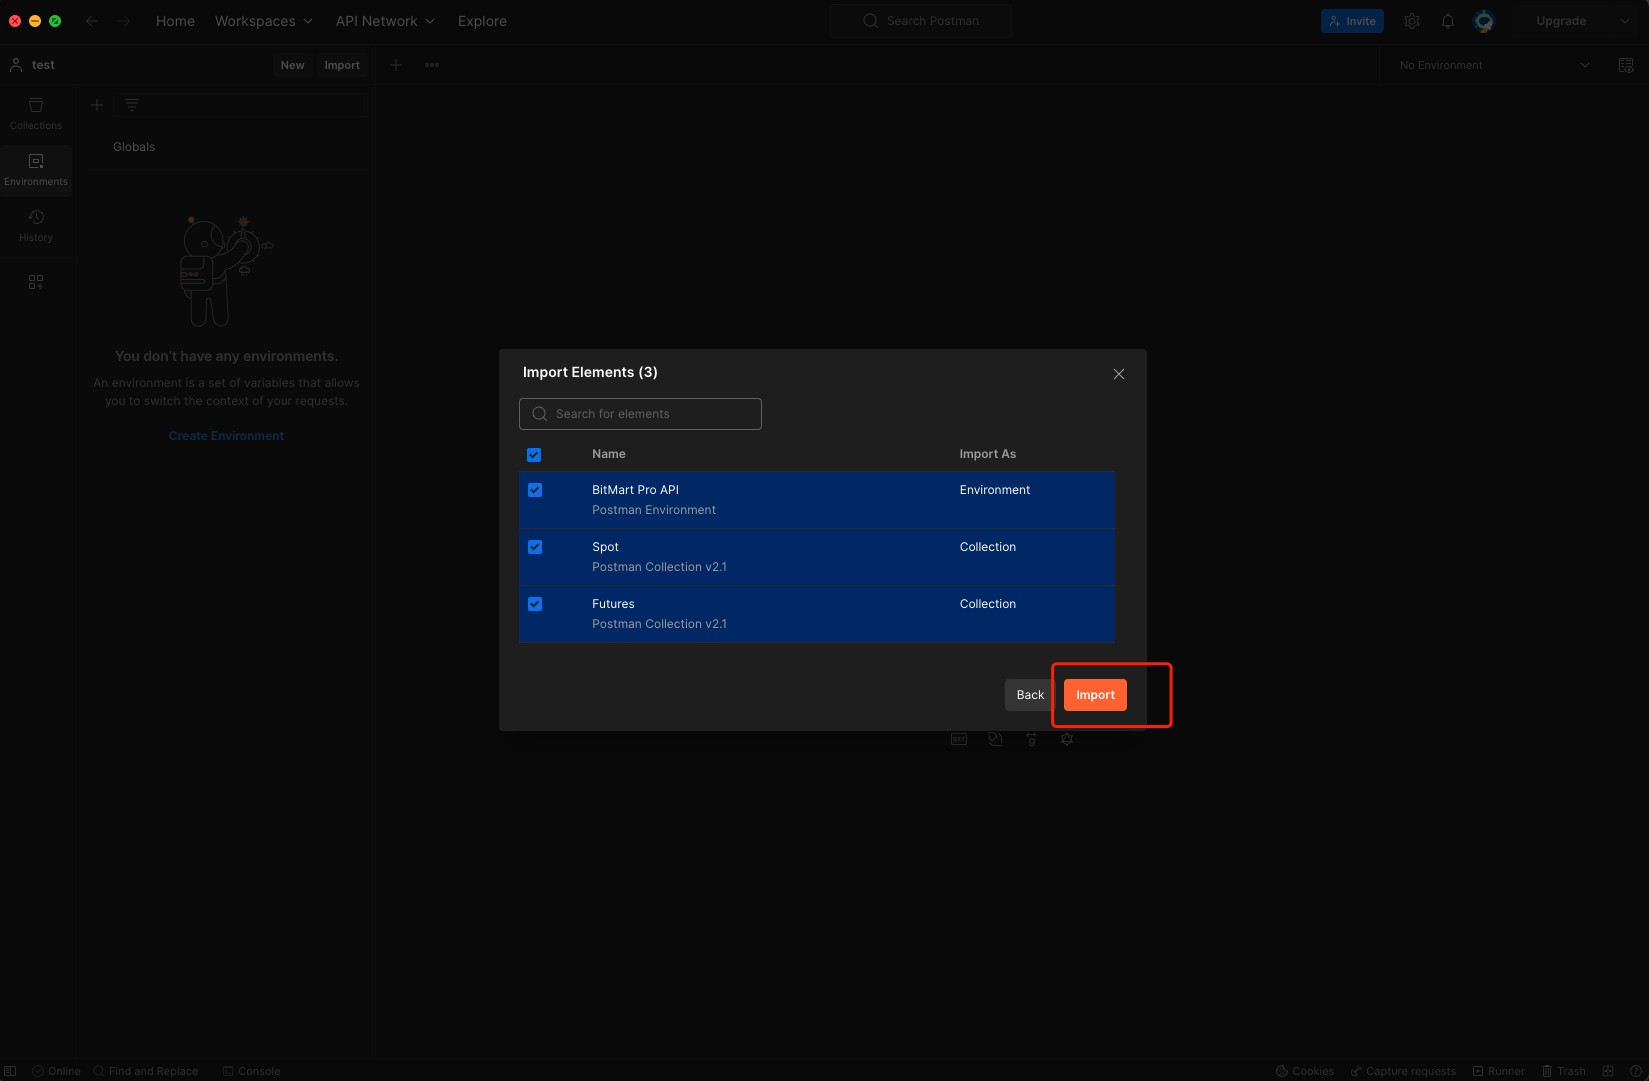 Home Workspaces API Network Explore Search Postman Invite Upgrade
test New Import No Environment
Collections
Globals
Environments
History
You don't have any environments.
An environment is a set of variables that allows
you to switch the context of your requests.
Create Environment
Import Elements (3)
Search for elements
Name Import As
BitMart Pro API Environment
Postman Environment
Spot Collection
Postman Collection v2.1
Futures Collection
Postman Collection v2.1
Back Import
GET
Online Find and Replace Console Cookies Capture requests Runner Trash